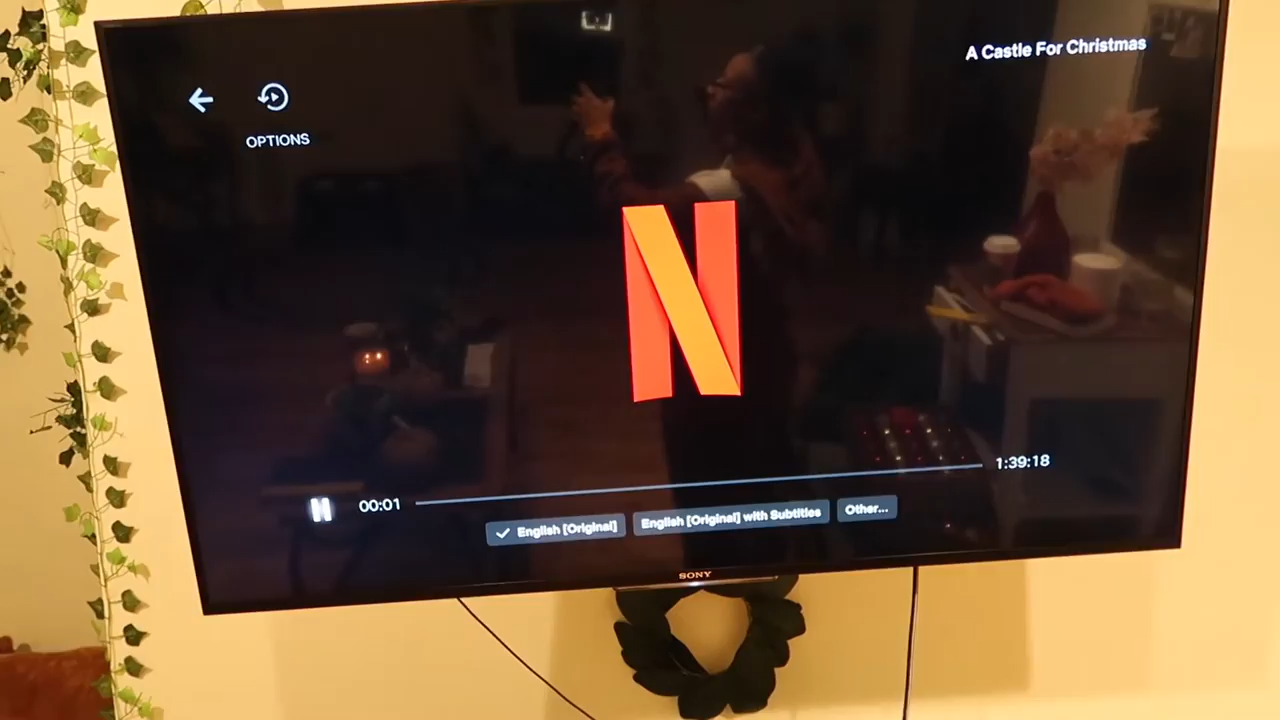 A Castle For Christmas
OPTIONS
N
00:01
1:39:18
English [Original]
English [Original] with Subtitles
Other...
SONY